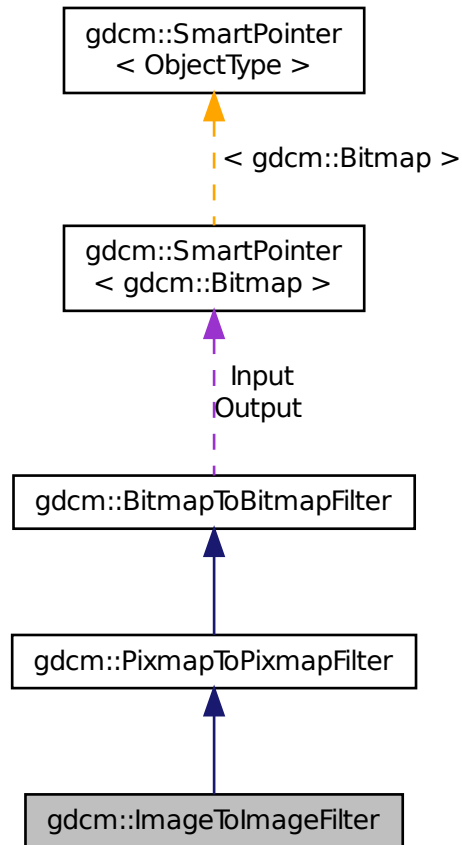 gdcm::SmartPointer
< ObjectType >
< gdcm::Bitmap >
gdcm::SmartPointer
< gdcm::Bitmap >
Input
Output
gdcm::BitmapToBitmapFilter
gdcm::PixmapToPixmapFilter
gdcm::ImageToImageFilter